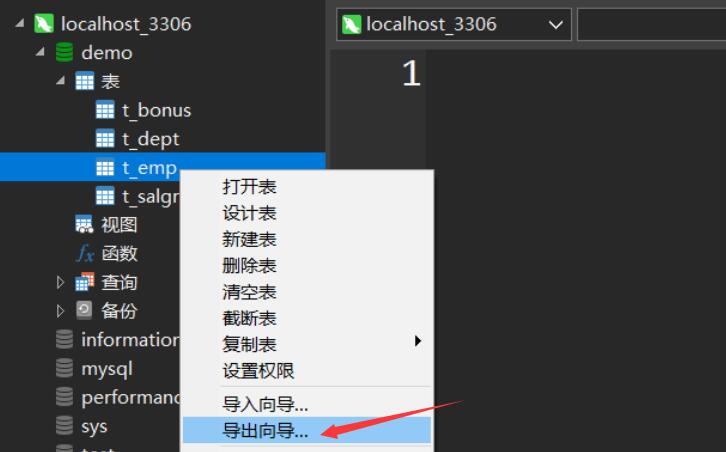 localhost_3306
localhost_3306
demo
表
t_bonus
t_dept
t_emp
t_salgr
视图
fx 函数
查询
备份
information
mysql
performanc
sys
1
打开表
设计表
新建表
删除表
清空表
截断表
复制表
设置权限
导入向导...
导出向导...